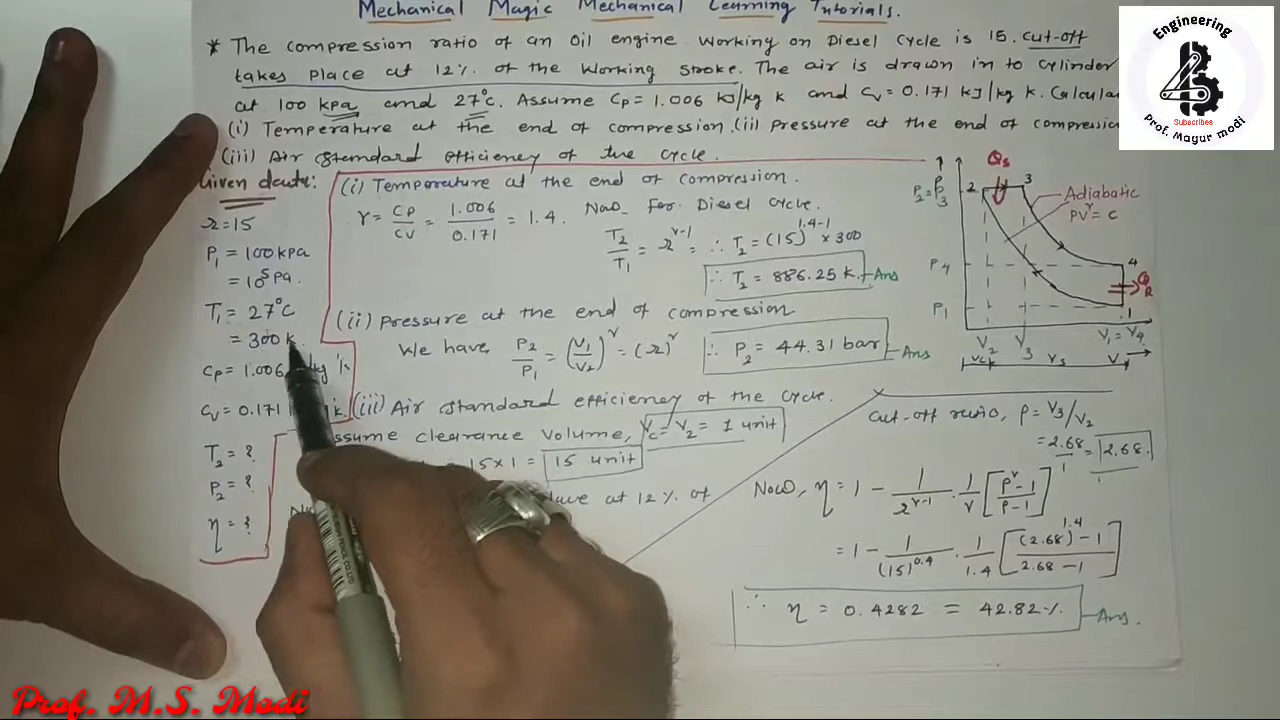 Mechanical Magic Mechanical Learning Tutorials.
* The compression ratio of an Oil engine Working on Diesel Cycle is 15. cut-off
takes place at 12%. of the Working Stroke. The air is drawn in to cylinder
at 100 kpa and 27°c. Assume Cp = 1.006 kJ/kg k and Cv = 0.171 kJ/kg k. Calcula
(i) Temperature at the end of compression.(ii) pressure at the end of compressio
(iii) Air standard efficiency of the cycle.
Engineering
Subscribes
Prof. Mayur modi
Given data:
r = 15
P1 = 100 kpa
= 10^5 pa.
T1 = 27°C
= 300 k
Cp = 1.006 kg k
Cv = 0.171 k.
T2 = ?
P2 = ?
η = ?
(i) Temperature at the end of compression.
γ = CP/CV = 1.006/0.171 = 1.4. Now For Diesel cycle.
T2/T1 = r^γ-1 = ∴ T2 = (15)^1.4-1 × 300
∴ T2 = 886.25 k. Ans
(ii) pressure at the end of compression
We have, P2/P1 = (V1/V2)^γ = (r)^γ ∴ P2 = 44.31 bar Ans
(iii) Air standard efficiency of the cycle.
ssume clearance Volume, Vc = V2 = 1 unit
15 × 1 = 15 unit
at 12% of
Cut-off ratio, ρ = V3/V2
= 2.68/1 = 2.68.
Now, η = 1 - 1/r^γ-1 . 1/γ [ρ^γ-1/ρ-1]
= 1 - 1/(15)^0.4 . 1/1.4 [(2.68)^1.4-1/2.68-1]
∴ η = 0.4282 = 42.82%. Ans.
Qs
P2=P3
2
3
Adiabatic
PV^γ = c
P4
4
QR
P1
1
V2
V3
V1 = V4
Vc
Vs
V
Prof. M.S. Modi